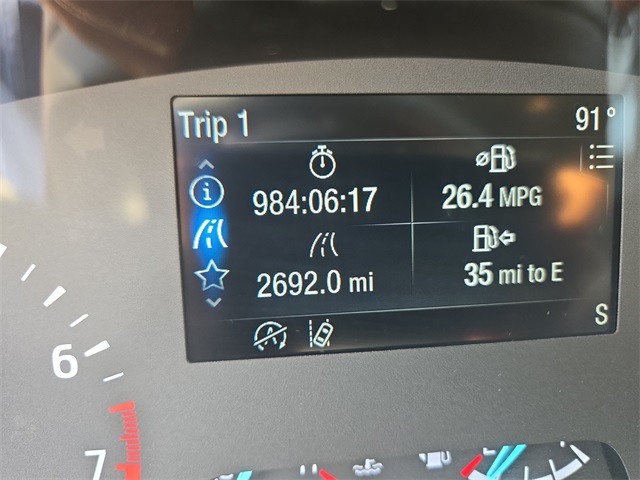 Trip 1 91°
984:06:17 26.4 MPG
2692.0 mi 35 mi to E
S
6
7